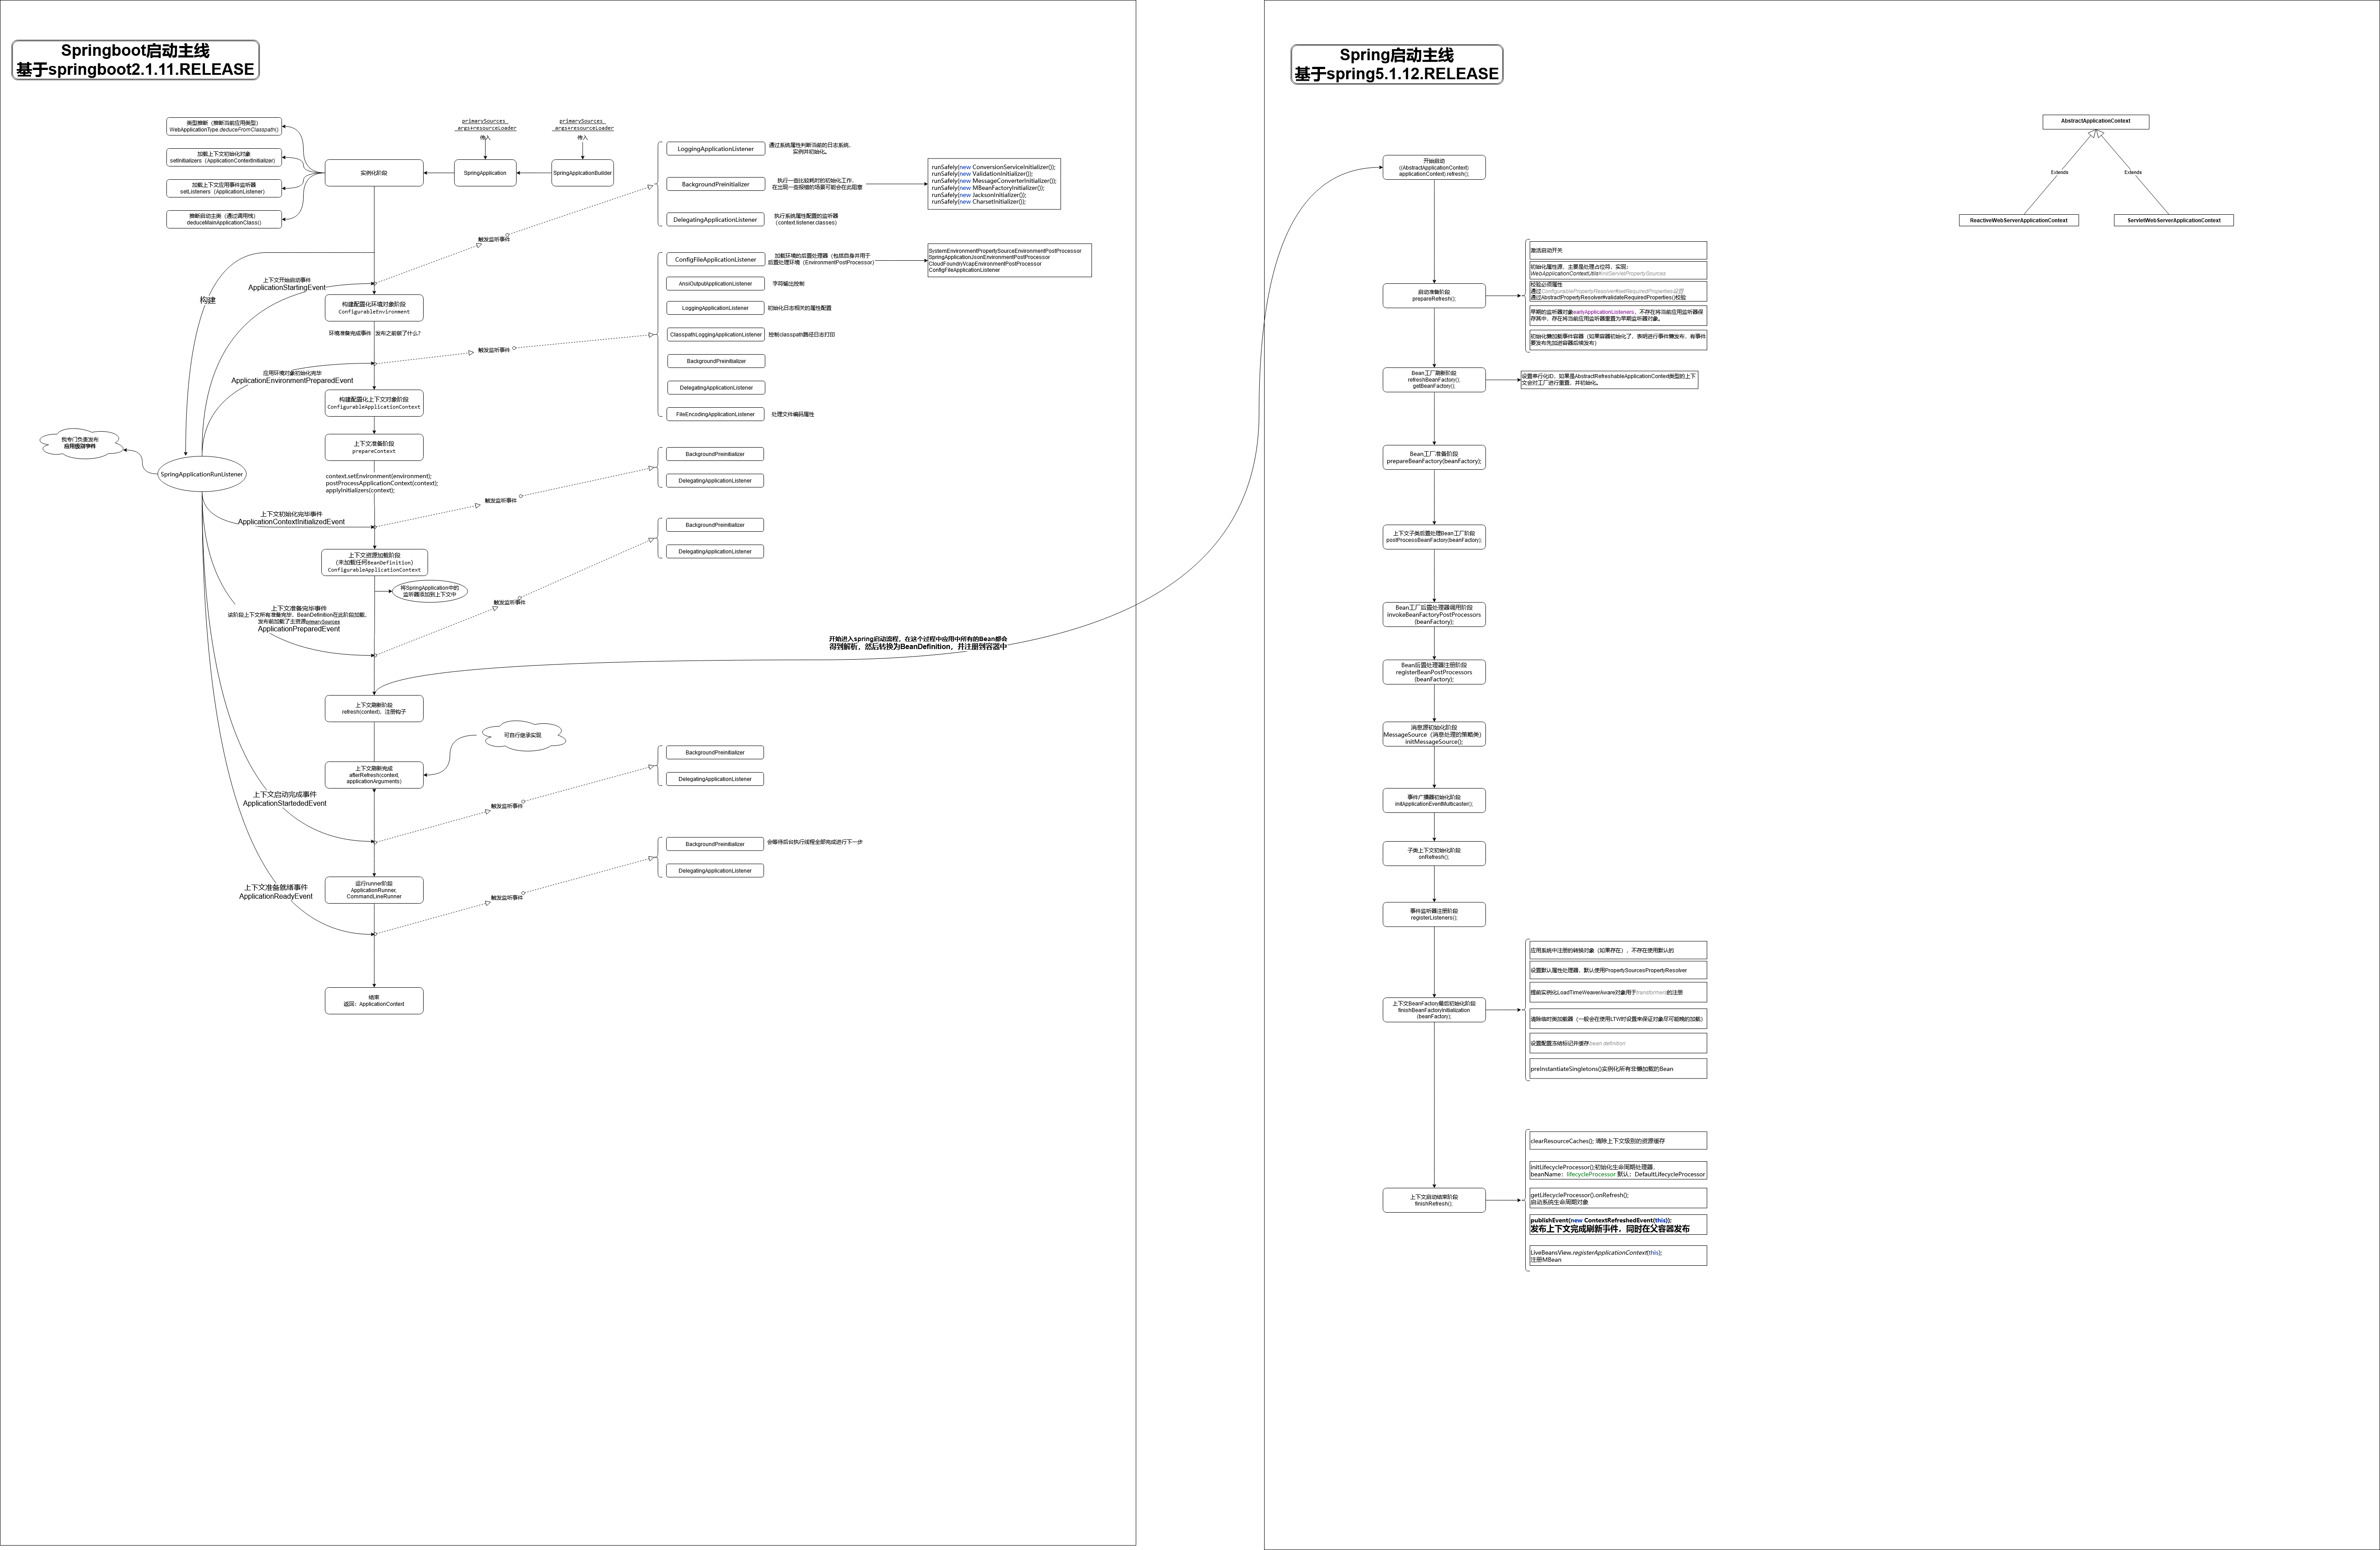 Springboot启动主线
基于springboot2.1.11.RELEASE
类型推断（推断当前应用类型）
WebApplicationType.deduceFromClasspath()
加载上下文初始化对象
setInitializers（ApplicationContextInitializer）
加载上下文应用事件监听器
setListeners（ApplicationListener）
推断启动主类（通过调用栈）
deduceMainApplicationClass()
实例化阶段
primarySources
args+resourceLoader
传入
SpringApplication
primarySources
args+resourceLoader
传入
SpringApplicationBuilder
构建
上下文开始启动事件
ApplicationStartingEvent
触发监听事件
LoggingApplicationListener
通过系统属性判断当前的日志系统，
实例并初始化。
BackgroundPreinitializer
执行一些比较耗时的初始化工作，
在出现一些报错的场景可能会在此阻塞
runSafely(new ConversionServiceInitializer());
runSafely(new ValidationInitializer());
runSafely(new MessageConverterInitializer());
runSafely(new MBeanFactoryInitializer());
runSafely(new JacksonInitializer());
runSafely(new CharsetInitializer());
DelegatingApplicationListener
执行系统属性配置的监听器
（context.listener.classes）
构建配置化环境对象阶段
ConfigurableEnvironment
环境准备完成事件 发布之前做了什么？
应用环境对象初始化完毕
ApplicationEnvironmentPreparedEvent
触发监听事件
ConfigFileApplicationListener
加载环境的后置处理器（包括自身并用于
后置处理环境（EnvironmentPostProcessor）
SystemEnvironmentPropertySourceEnvironmentPostProcessor
SpringApplicationJsonEnvironmentPostProcessor
CloudFoundryVcapEnvironmentPostProcessor
ConfigFileApplicationListener
AnsiOutputApplicationListener
字符输出控制
LoggingApplicationListener
初始化日志相关的属性配置
ClasspathLoggingApplicationListener
控制classpath路径日志打印
BackgroundPreinitializer
DelegatingApplicationListener
FileEncodingApplicationListener
处理文件编码属性
构建配置化上下文对象阶段
ConfigurableApplicationContext
我专门负责发布
应用级别事件
SpringApplicationRunListener
上下文准备阶段
prepareContext
context.setEnvironment(environment);
postProcessApplicationContext(context);
applyInitializers(context);
上下文初始化完毕事件
ApplicationContextInitializedEvent
触发监听事件
BackgroundPreinitializer
DelegatingApplicationListener
上下文资源加载阶段
(未加载任何BeanDefinition)
ConfigurableApplicationContext
将SpringApplication中的
监听器添加到上下文中
上下文准备完毕事件
该阶段上下文所有准备完毕，BeanDefinition在此阶段加载，
发布前加载了主资源primarySources
ApplicationPreparedEvent
触发监听事件
BackgroundPreinitializer
DelegatingApplicationListener
开始进入spring启动流程，在这个过程中应用中所有的Bean都会
得到解析，然后转换为BeanDefinition，并注册到容器中
上下文刷新阶段
refresh(context)，注册钩子
可自行继承实现
上下文刷新完成
afterRefresh(context,
applicationArguments)
上下文启动完成事件
ApplicationStartededEvent
触发监听事件
BackgroundPreinitializer
DelegatingApplicationListener
运行runner阶段
ApplicationRunner,
CommandLineRunner
上下文准备就绪事件
ApplicationReadyEvent
触发监听事件
BackgroundPreinitializer
会等待后台执行线程全部完成进行下一步
DelegatingApplicationListener
结束
返回：ApplicationContext
Spring启动主线
基于spring5.1.12.RELEASE
开始启动
((AbstractApplicationContext)
applicationContext).refresh();
启动准备阶段
prepareRefresh();
激活启动开关
初始化属性源，主要是处理占位符，实现：
WebApplicationContextUtils#initServletPropertySources
校验必须属性
通过ConfigurablePropertyResolver#setRequiredProperties设置
通过AbstractPropertyResolver#validateRequiredProperties()校验
早期的监听器对象earlyApplicationListeners，不存在将当前应用监听器保
存其中，存在将当前应用监听器重置为早期监听器对象。
初始化懒加载事件容器（如果容器初始化了，表明进行事件懒发布，有事件
要发布先加进容器后续发布）
Bean工厂刷新阶段
refreshBeanFactory();
getBeanFactory();
设置串行化ID，如果是AbstractRefreshableApplicationContext类型的上下
文会对工厂进行重置，并初始化。
Bean工厂准备阶段
prepareBeanFactory(beanFactory);
上下文子类后置处理Bean工厂阶段
postProcessBeanFactory(beanFactory);
Bean工厂后置处理器调用阶段
invokeBeanFactoryPostProcessors
(beanFactory);
Bean后置处理器注册阶段
registerBeanPostProcessors
(beanFactory);
消息源初始化阶段
MessageSource（消息处理的策略类）
initMessageSource();
事件广播器初始化阶段
initApplicationEventMulticaster();
子类上下文初始化阶段
onRefresh();
事件监听器注册阶段
registerListeners();
上下文BeanFactory最后初始化阶段
finishBeanFactoryInitialization
(beanFactory);
应用系统中注册的转换对象（如果存在），不存在使用默认的
设置默认属性处理器，默认使用PropertySourcesPropertyResolver
提前实例化LoadTimeWeaverAware对象用于transformers的注册
清除临时类加载器（一般会在使用LTW时设置来保证对象尽可能晚的加载）
设置配置冻结标记并缓存bean definition
preInstantiateSingletons()实例化所有非懒加载的Bean
上下文启动结束阶段
finishRefresh();
clearResourceCaches(); 清除上下文级别的资源缓存
initLifecycleProcessor();初始化生命周期处理器，
beanName：lifecycleProcessor 默认：DefaultLifecycleProcessor
getLifecycleProcessor().onRefresh();
启动系统生命周期对象
publishEvent(new ContextRefreshedEvent(this));
发布上下文完成刷新事件，同时在父容器发布
LiveBeansView.registerApplicationContext(this);
注册MBean
AbstractApplicationContext
Extends
Extends
ReactiveWebServerApplicationContext
ServletWebServerApplicationContext